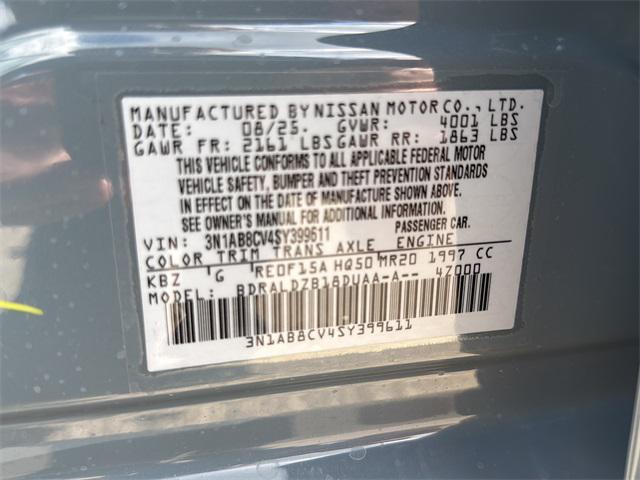 MANUFACTURED BY NISSAN MOTOR CO., LTD.
DATE: 08/25. GVWR: 4001 LBS
GAWR FR: 2161 LBS GAWR RR: 1863 LBS
THIS VEHICLE CONFORMS TO ALL APPLICABLE FEDERAL MOTOR
VEHICLE SAFETY, BUMPER AND THEFT PREVENTION STANDARDS
IN EFFECT ON THE DATE OF MANUFACTURE SHOWN ABOVE.
SEE OWNER'S MANUAL FOR ADDITIONAL INFORMATION.
VIN: 3N1AB8CV4SY399611 PASSENGER CAR.
COLOR TRIM TRANS AXLE ENGINE
KBZ G RE0F15A HQ50 MR20 1997 CC
MODEL: BDRALDZB18DUAA-A-- 4Z000
3N1AB8CV4SY399611